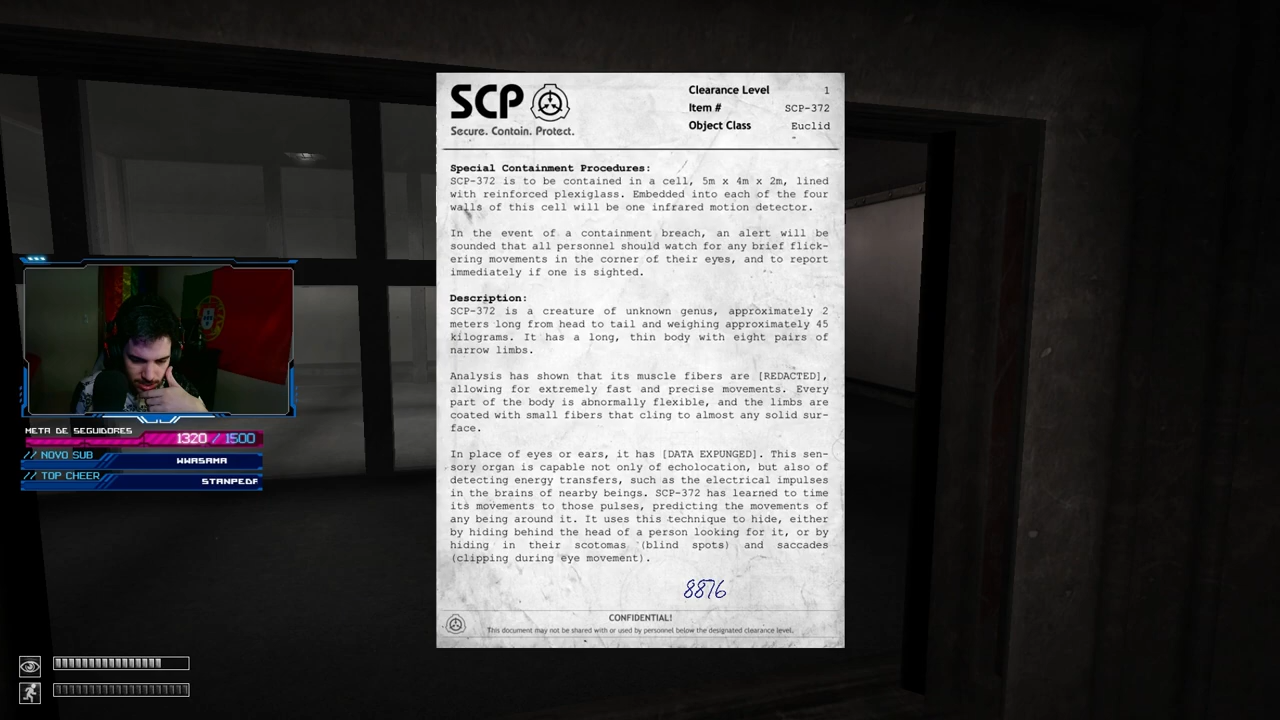 SCP
Secure. Contain. Protect.
Clearance Level 1
Item # SCP-372
Object Class Euclid
Special Containment Procedures:
SCP-372 is to be contained in a cell, 5m x 4m x 2m, lined
with reinforced plexiglass. Embedded into each of the four
walls of this cell will be one infrared motion detector.
In the event of a containment breach, an alert will be
sounded that all personnel should watch for any brief flick-
ering movements in the corner of their eyes, and to report
immediately if one is sighted.
Description:
SCP-372 is a creature of unknown genus, approximately 2
meters long from head to tail and weighing approximately 45
kilograms. It has a long, thin body with eight pairs of
narrow limbs.
Analysis has shown that its muscle fibers are [REDACTED],
allowing for extremely fast and precise movements. Every
part of the body is abnormally flexible, and the limbs are
coated with small fibers that cling to almost any solid sur-
face.
In place of eyes or ears, it has [DATA EXPUNGED]. This sen-
sory organ is capable not only of echolocation, but also of
detecting energy transfers, such as the electrical impulses
in the brains of nearby beings. SCP-372 has learned to time
its movements to those pulses, predicting the movements of
any being around it. It uses this technique to hide, either
by hiding behind the head of a person looking for it, or by
hiding in their scotomas (blind spots) and saccades
(clipping during eye movement).
8876
CONFIDENTIAL!
This document may not be shared with or used by personnel below the designated clearance level.
META DE SEGUIDORES 1320 / 1500
// NOVO SUB WWASAMA
// TOP CHEER STANPEDF